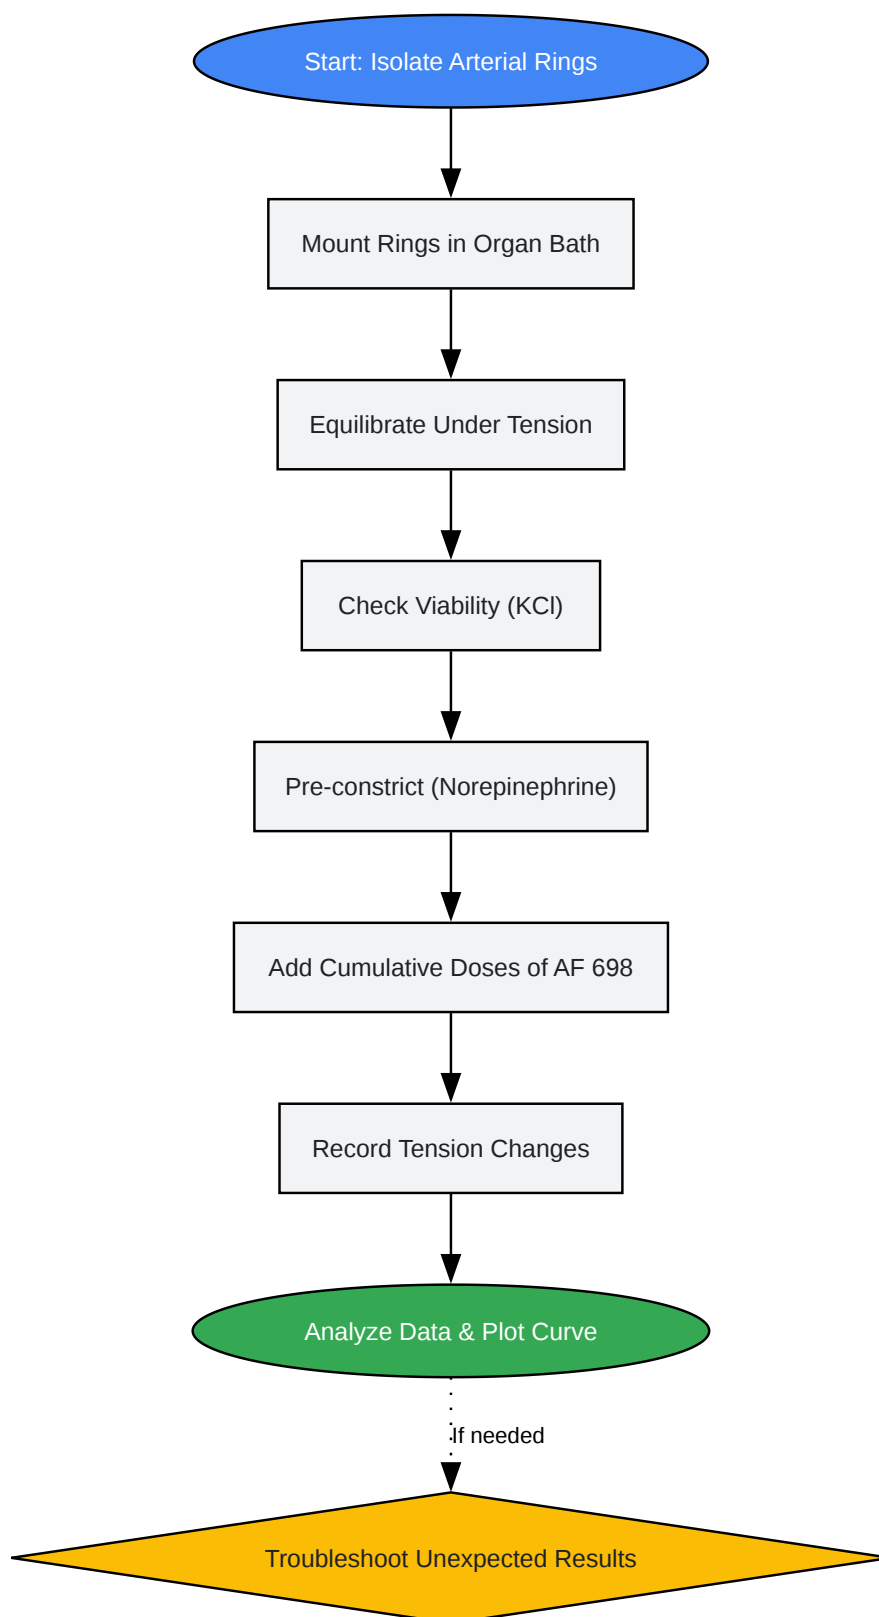 Start: Isolate Arterial Rings
Mount Rings in Organ Bath
Equilibrate Under Tension
Check Viability (KCl)
Pre-constrict (Norepinephrine)
Add Cumulative Doses of AF 698
Record Tension Changes
Analyze Data & Plot Curve
If needed
Troubleshoot Unexpected Results